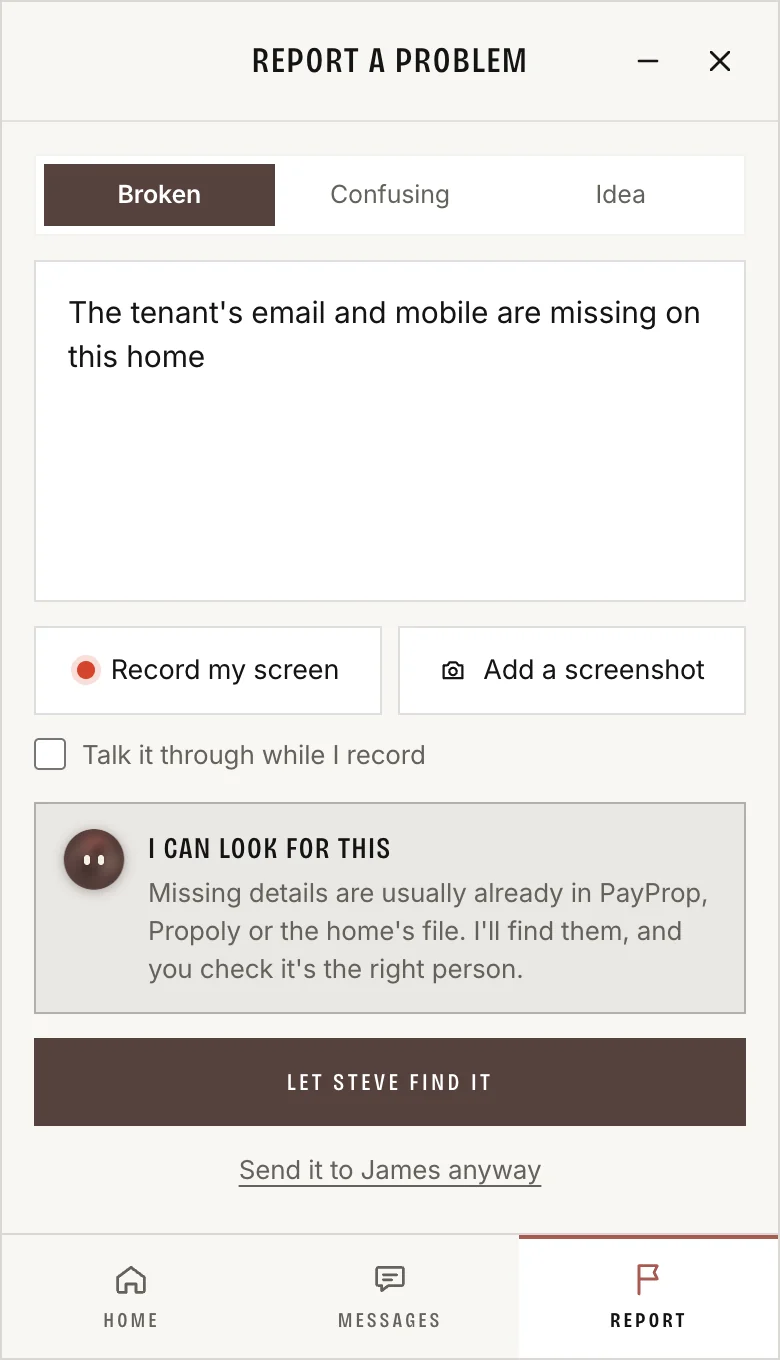 REPORT A PROBLEM
Broken
Confusing
Idea
The tenant's email and mobile are missing on
this home
Record my screen
Add a screenshot
Talk it through while I record
I CAN LOOK FOR THIS
Missing details are usually already in PayProp,
Propoly or the home's file. I'll find them, and
you check it's the right person.
LET STEVE FIND IT
Send it to James anyway
HOME
MESSAGES
REPORT